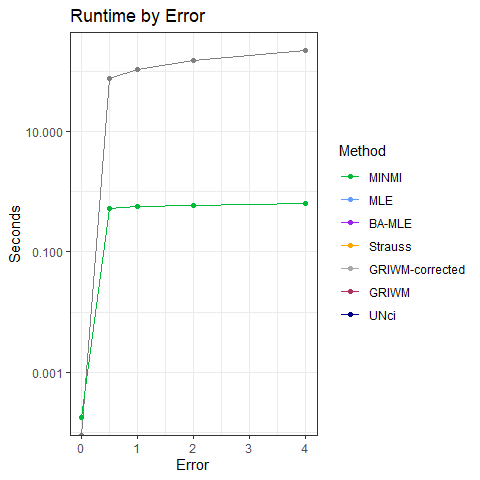 Runtime by Error
10.000
0.100
0.001
Seconds
0
1
2
3
4
Error
Method
MINMI
MLE
BA-MLE
Strauss
GRIWM-corrected
GRIWM
UNci